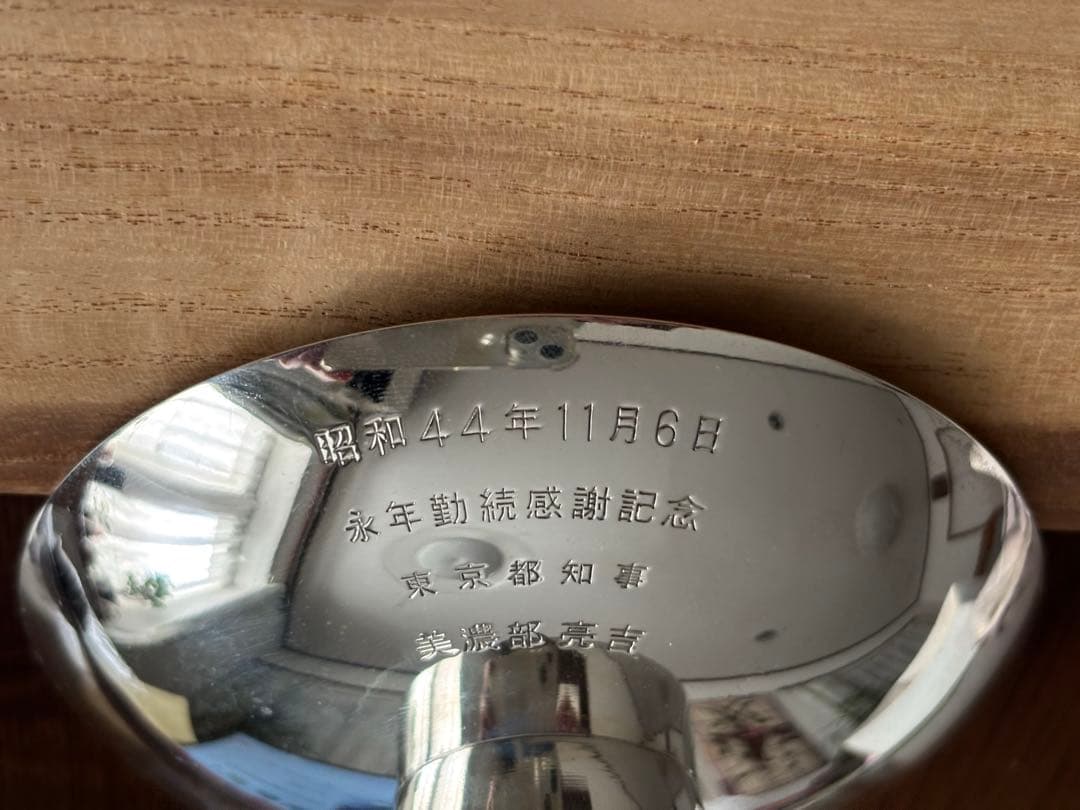 昭和44年11月6日
永年勤続感謝記念
東京都知事
美濃部亮吉